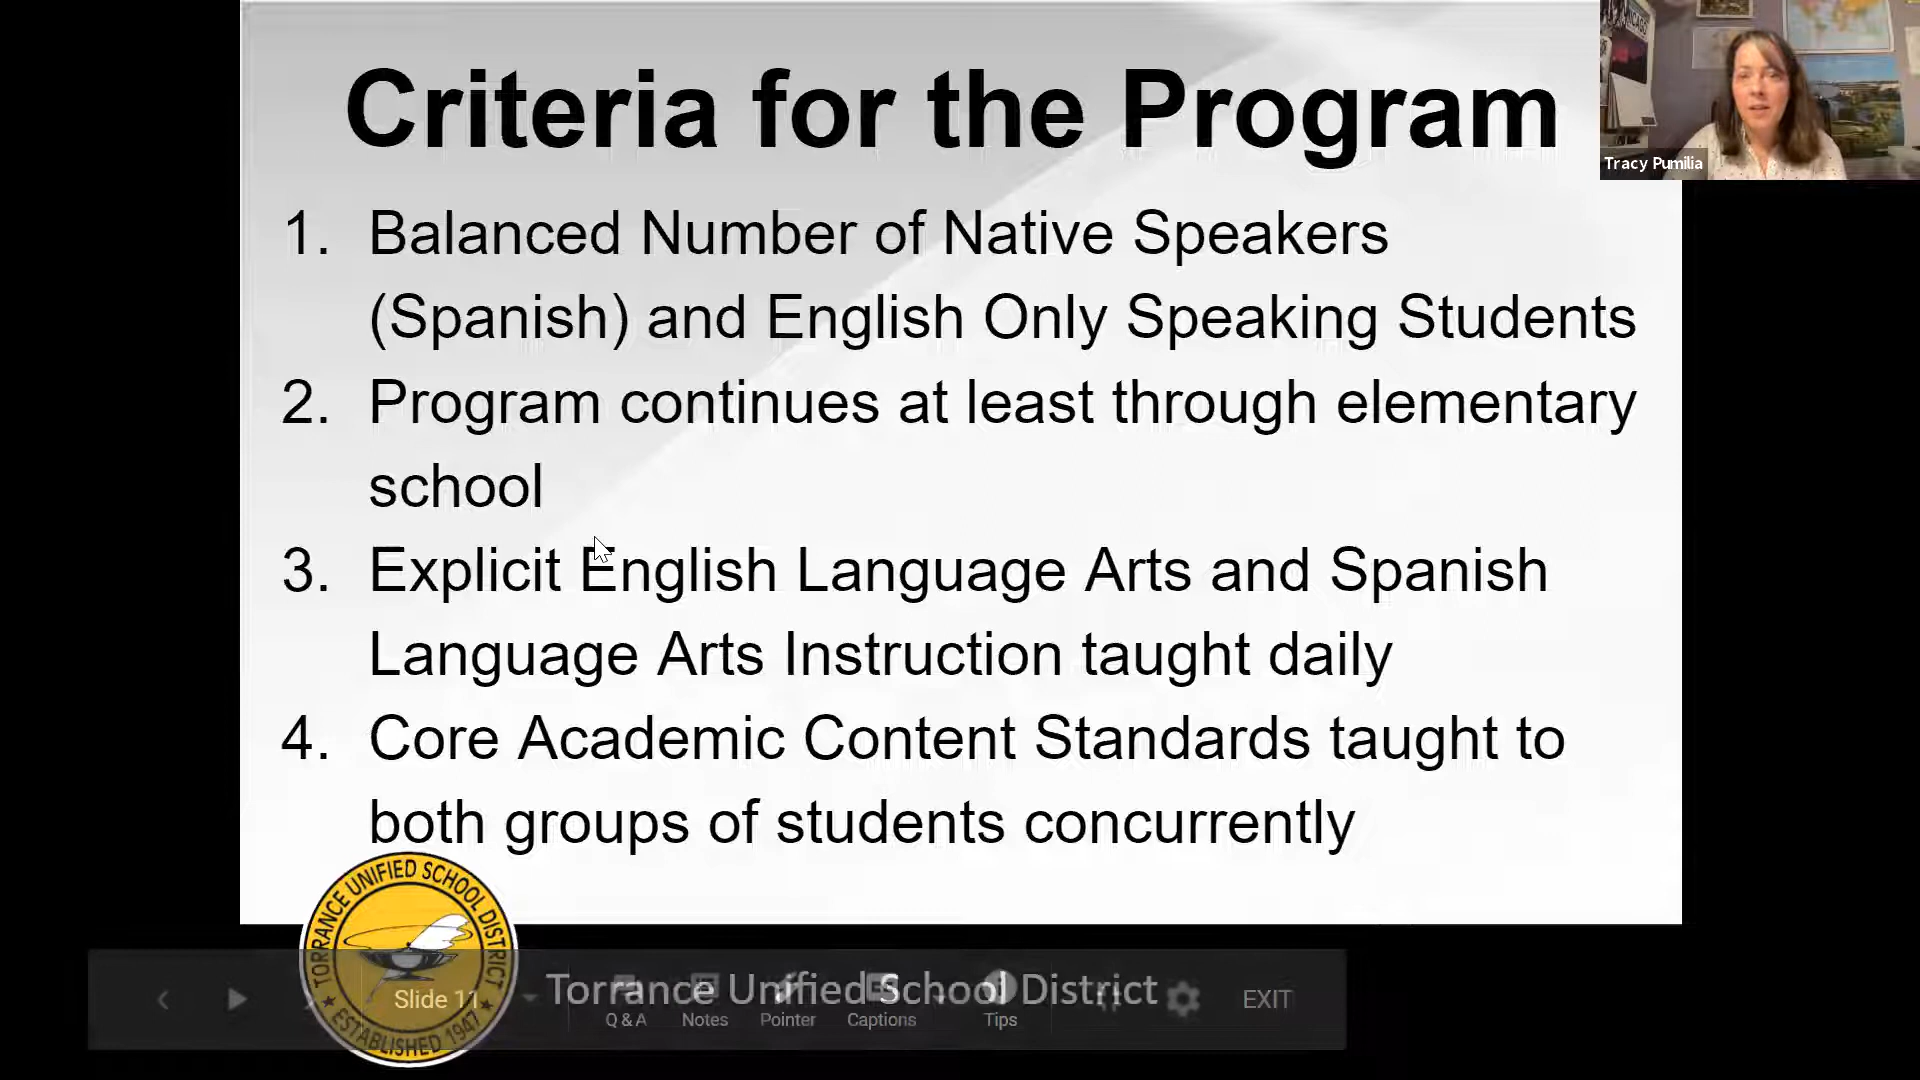 Criteria for the Program
Tracy Pumilia
1. Balanced Number of Native Speakers
(Spanish) and English Only Speaking Students
2. Program continues at least through elementary
school
3. Explicit English Language Arts and Spanish
Language Arts Instruction taught daily
4. Core Academic Content Standards taught to
both groups of students concurrently
TORRANCE UNIFIED SCHOOL DISTRICT
ESTABLISHED 1947
Torrance Unified School District
Slide 11
Q & A
Notes
Pointer
Captions
Tips
EXIT